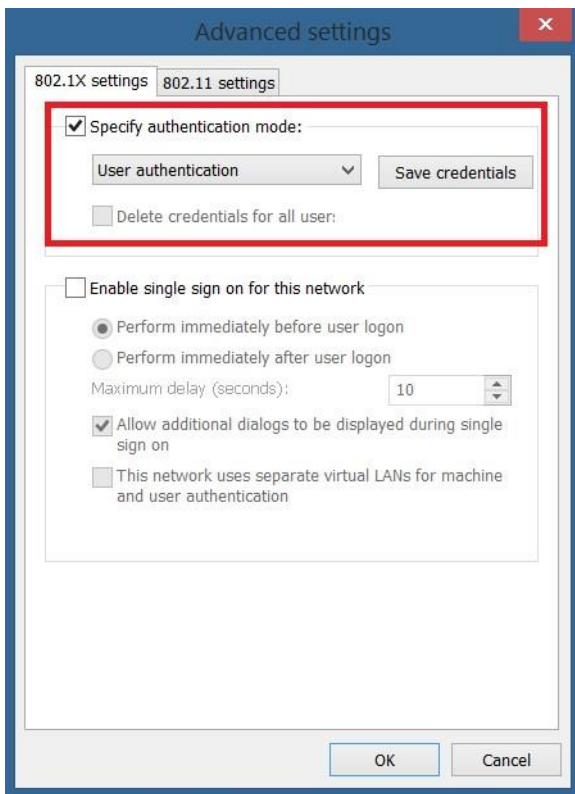 Advanced settings
802.1X settings 802.11 settings
Specify authentication mode:
User authentication Save credentials
Delete credentials for all user:
Enable single sign on for this network
Perform immediately before user logon
Perform immediately after user logon
Maximum delay (seconds): 10
Allow additional dialogs to be displayed during single
sign on
This network uses separate virtual LANs for machine
and user authentication
OK Cancel